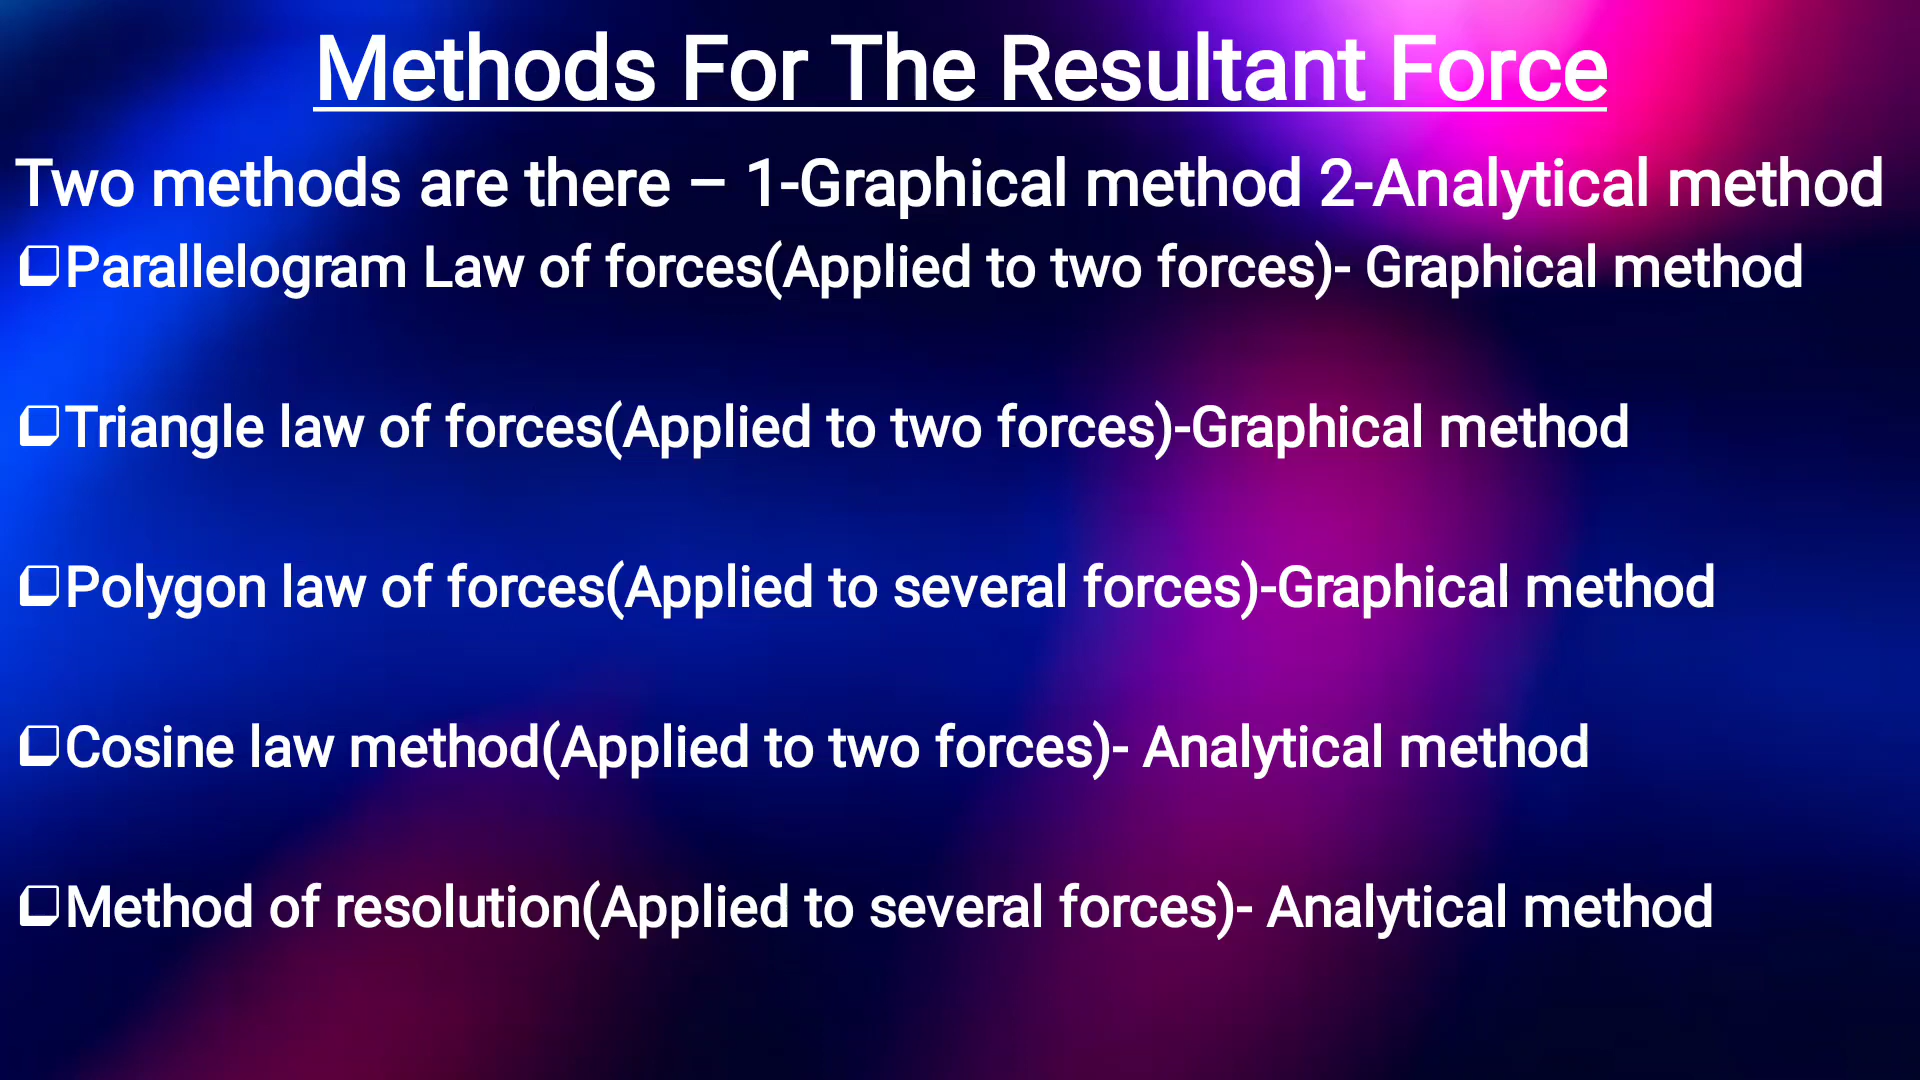 Methods For The Resultant Force
Two methods are there – 1-Graphical method 2-Analytical method
❑Parallelogram Law of forces(Applied to two forces)- Graphical method
❑Triangle law of forces(Applied to two forces)-Graphical method
❑Polygon law of forces(Applied to several forces)-Graphical method
❑Cosine law method(Applied to two forces)- Analytical method
❑Method of resolution(Applied to several forces)- Analytical method